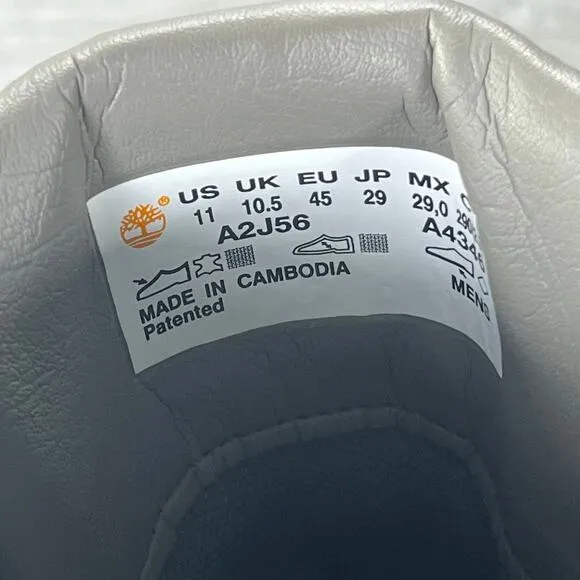 US UK EU JP MX
11 10.5 45 29 29,0
A2J56
MADE IN CAMBODIA
Patented